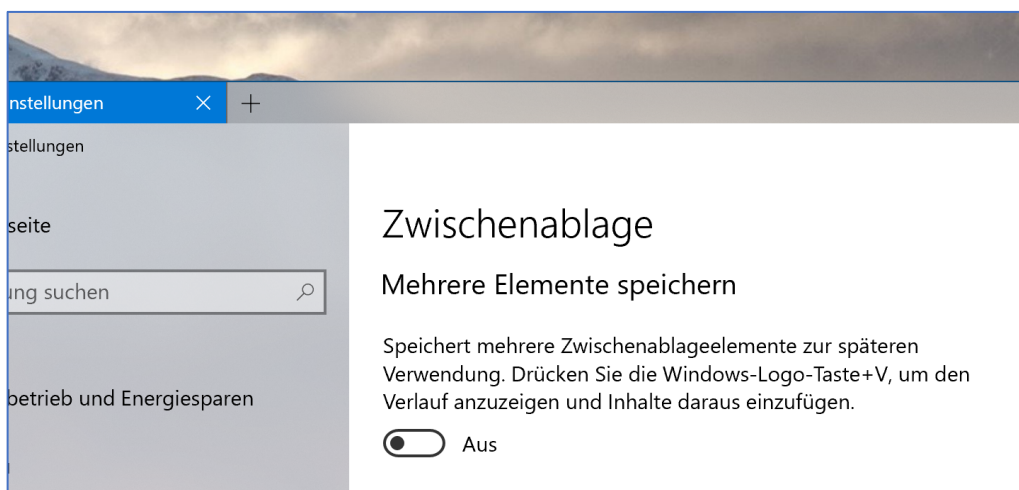 nstellungen
stellungen
seite
ung suchen
betrieb und Energiesparen
Zwischenablage
Mehrere Elemente speichern
Speichert mehrere Zwischenablageelemente zur späteren
Verwendung. Drücken Sie die Windows-Logo-Taste+V, um den
Verlauf anzuzeigen und Inhalte daraus einzufügen.
Aus